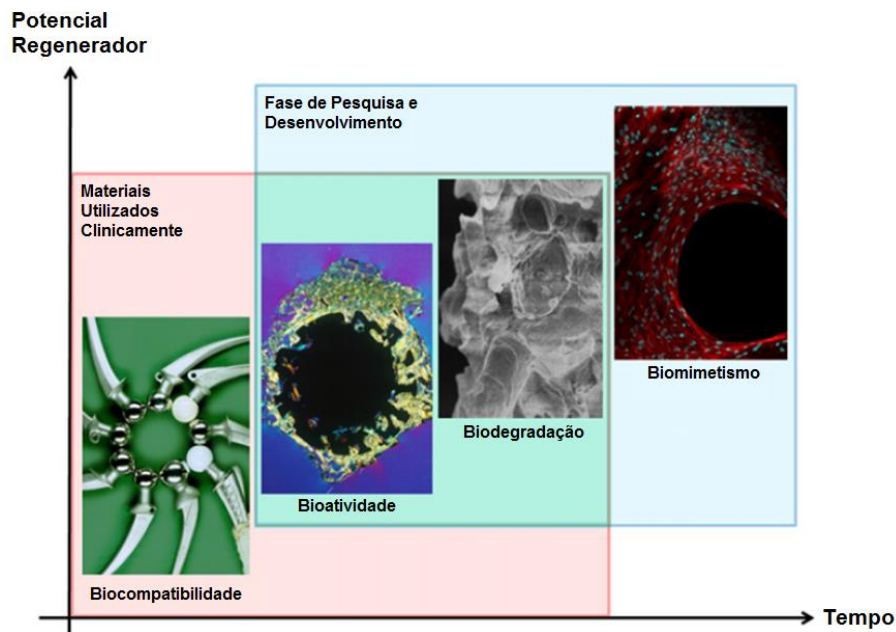 Potencial
Regenerador
Fase de Pesquisa e
Desenvolvimento
Materiais
Utilizados
Clinicamente
Biomimetismo
Biodegradação
Bioatividade
Biocompatibilidade
Tempo